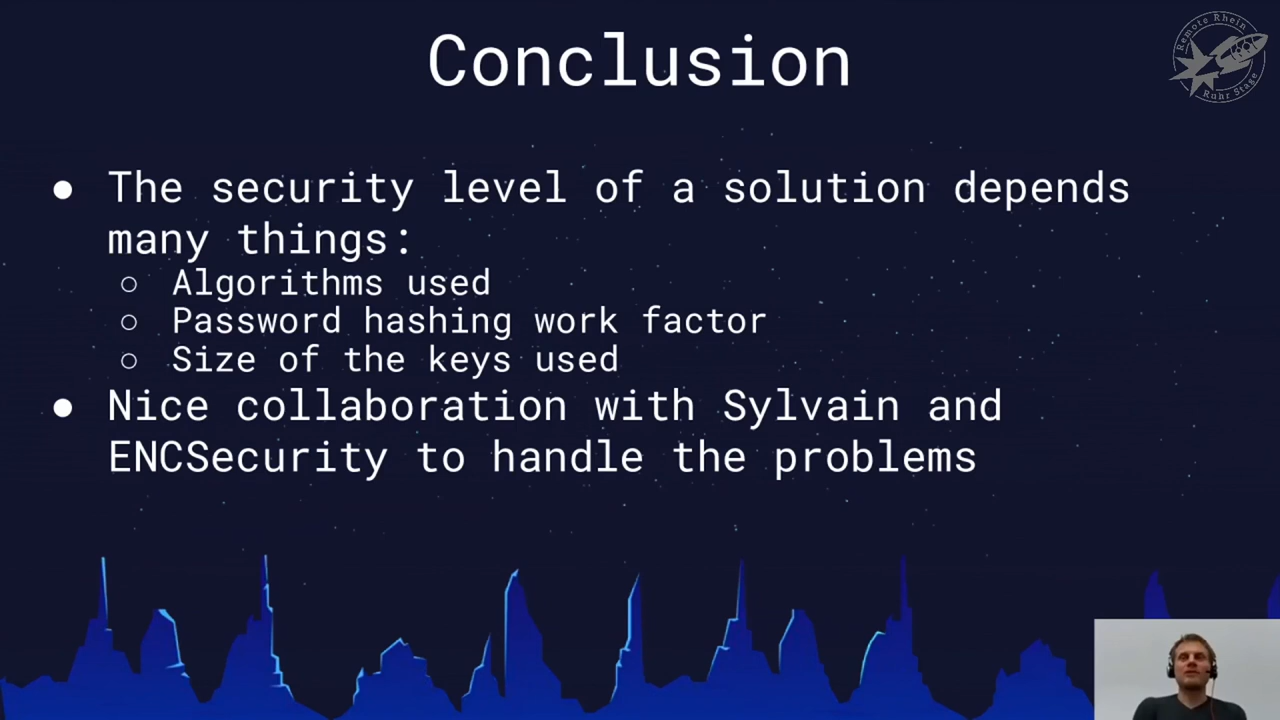 Conclusion
Remote Rhein
Ruhr Stage
● The security level of a solution depends
many things:
○ Algorithms used
○ Password hashing work factor
○ Size of the keys used
● Nice collaboration with Sylvain and
ENCSecurity to handle the problems